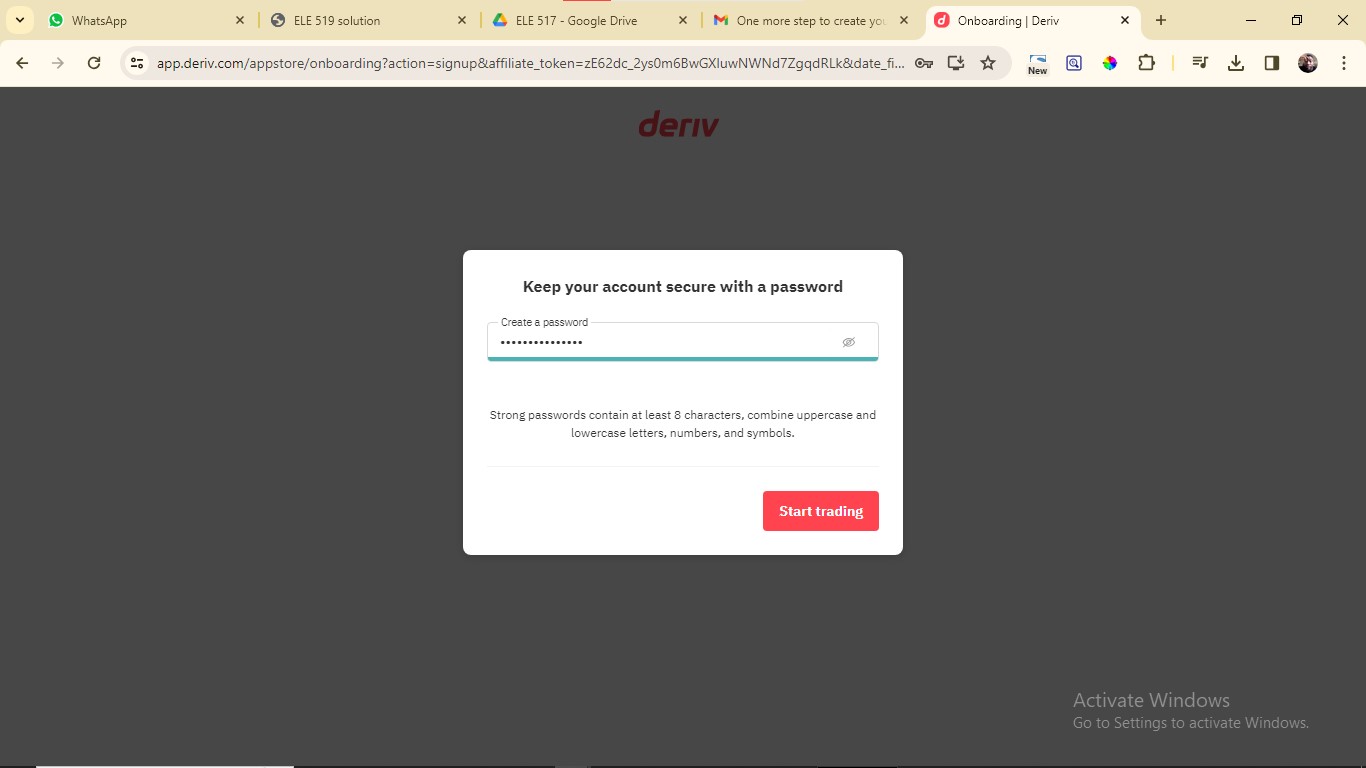 WhatsApp
ELE 519 solution
ELE 517 - Google Drive
One more step to create you
Onboarding | Deriv
app.deriv.com/appstore/onboarding?action=signup&affiliate_token=zE62dc_2ys0m6BwGXIuwNWNd7ZgqdRLk&date_fi...
New
deriv
Keep your account secure with a password
Create a password
•••••••••••••••
Strong passwords contain at least 8 characters, combine uppercase and
lowercase letters, numbers, and symbols.
Start trading
Activate Windows
Go to Settings to activate Windows.